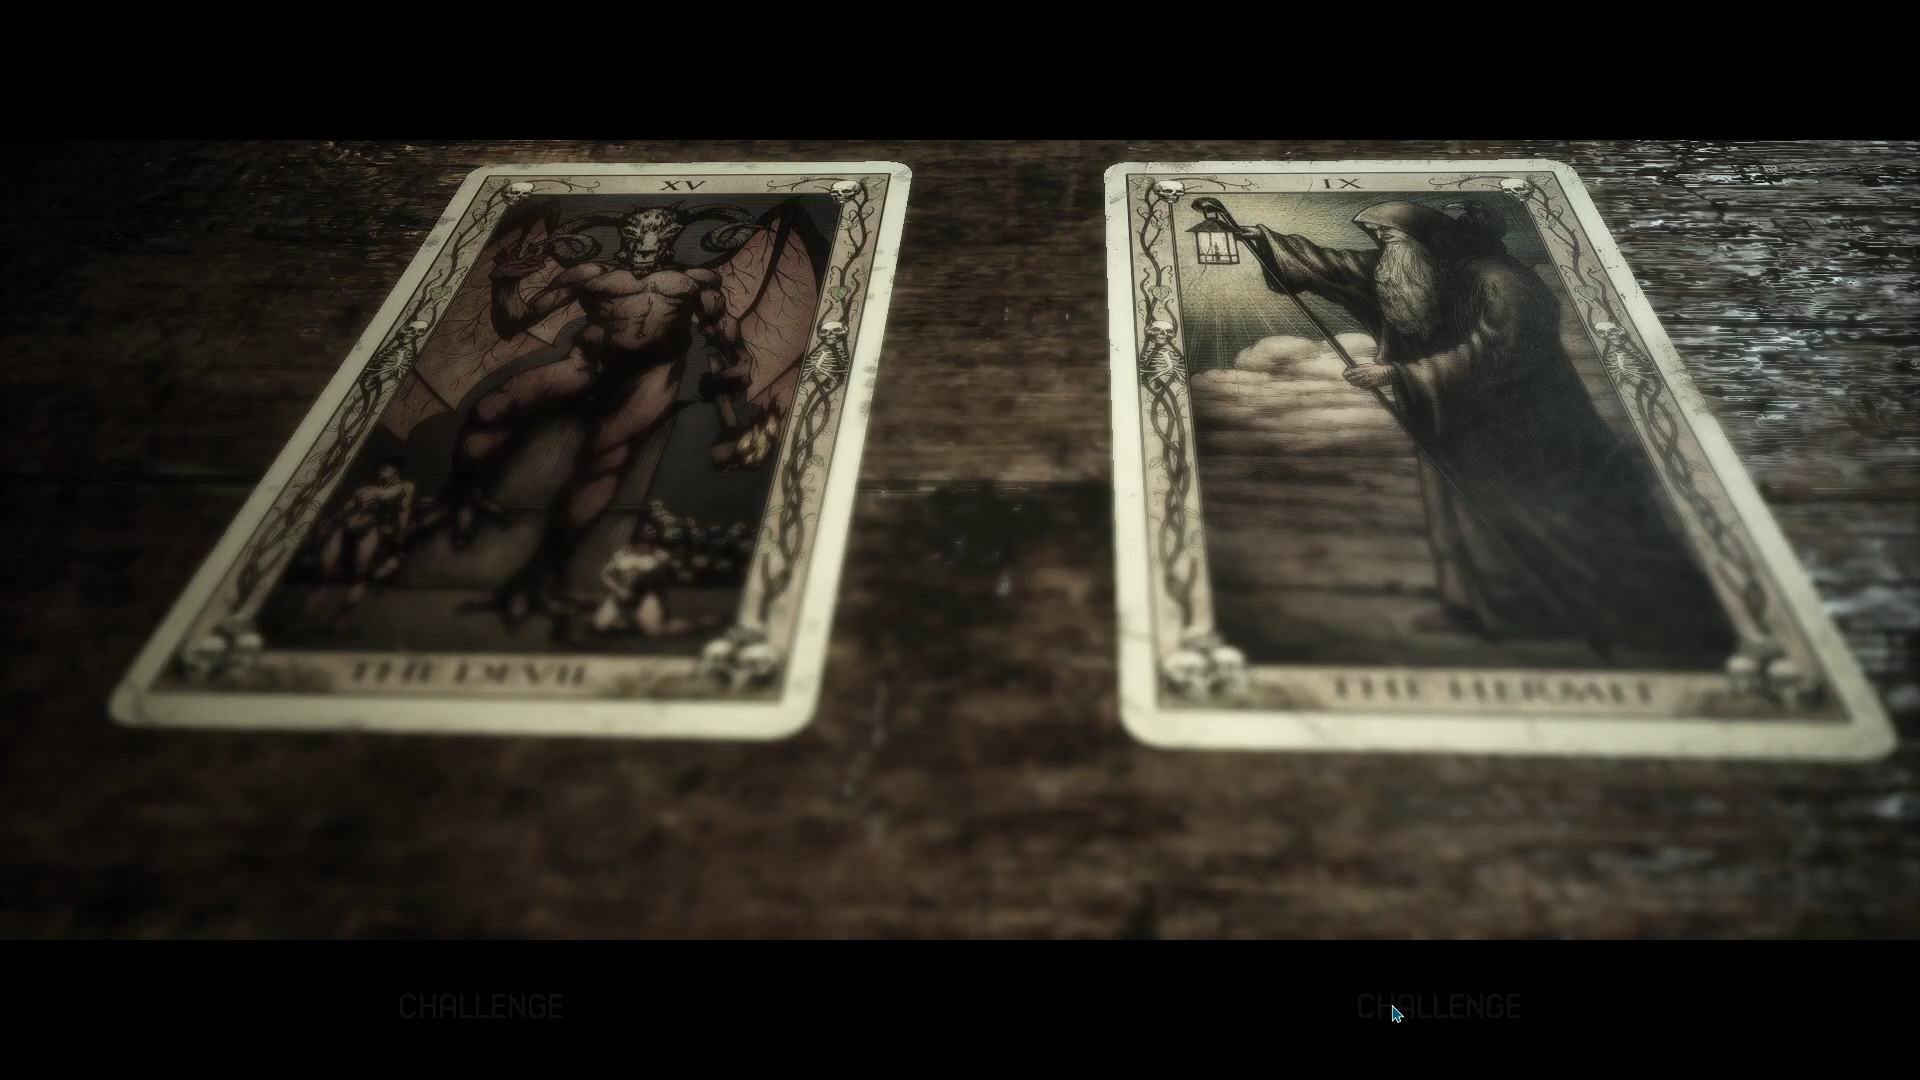 XV
THE DEVIL
IX
THE HERMIT
CHALLENGE
CHALLENGE